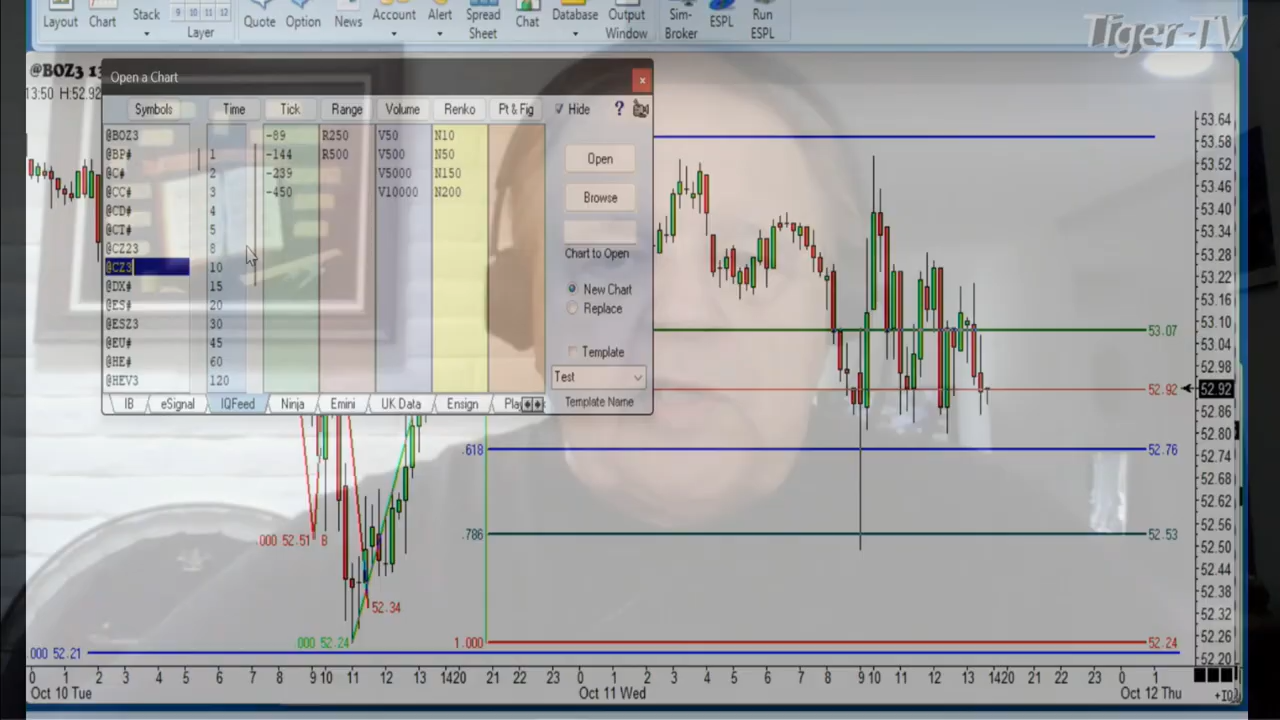 Layout Chart Stack 9 10 11 12 Layer Quote Option News Account Alert Spread Sheet Chat Database Output Window Sim-Broker ESPL Run ESPL
Tiger-TV
@BOZ3
13:50 H:52.92
Open a Chart x
Symbols Time Tick Range Volume Renko Pt & Fig Hide ?
@BOZ3 -89 R250 V50 N10
@BP# 1 -144 R500 V500 N50
@C# 2 -239 V5000 N150
@CC# 3 -450 V10000 N200
@CD# 4
@CT# 5
@CZ23 8
@CZ3 10
@DX# 15
@ES# 20
@ESZ3 30
@EU# 45
@HE# 60
@HEV3 120
Open
Browse
Chart to Open
New Chart
Replace
Template
Test
Template Name
IB eSignal IQFeed Ninja Emini UK Data Ensign
53.64
53.58
53.52
53.46
53.40
53.34
53.28
53.22
53.16
53.10
53.04
52.98
52.92
52.86
52.80
52.74
52.68
52.62
52.56
52.50
52.44
52.38
52.32
52.26
52.20
53.07
52.92
.618 52.76
.786 52.53
1.000 52.24
.000 52.51 B
52.34
000 52.24
000 52.21
0 1 2 3 4 5 6 7 8 9 10 11 12 13 1420 21 22 23 0 1 2 3 4 5 6 7 8 9 10 11 12 13 1420 21 22 23 0 1
Oct 10 Tue Oct 11 Wed Oct 12 Thu